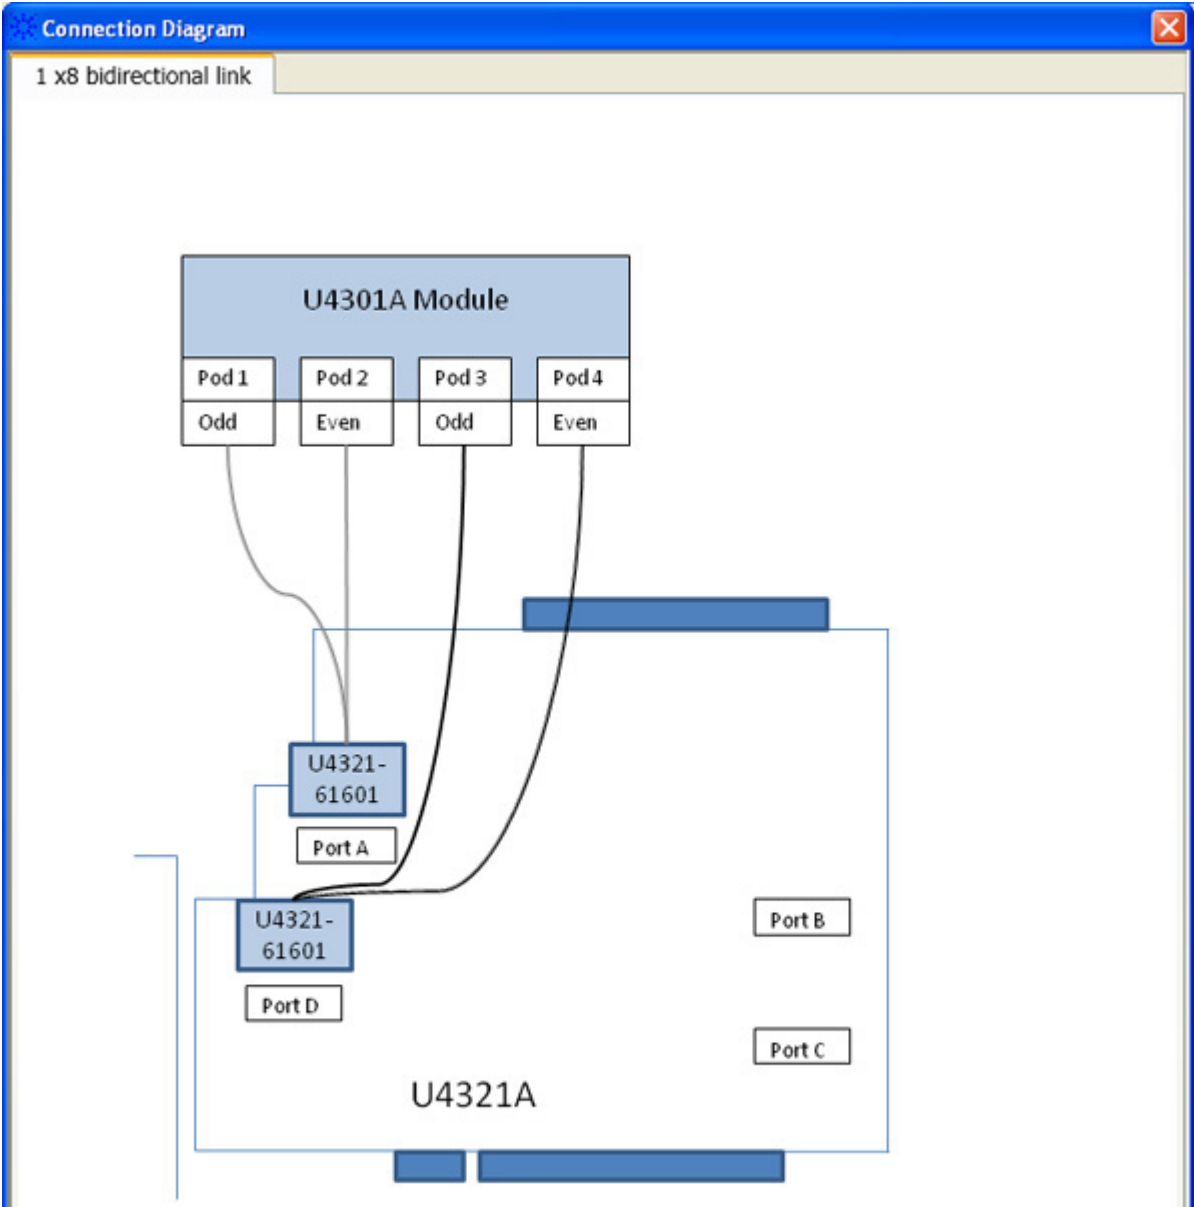 Connection Diagram
1 x8 bidirectional link
U4301A Module
Pod 1
Pod 2
Pod 3
Pod 4
Odd
Even
Odd
Even
U4321-
61601
Port A
U4321-
61601
Port B
Port D
Port C
U4321A